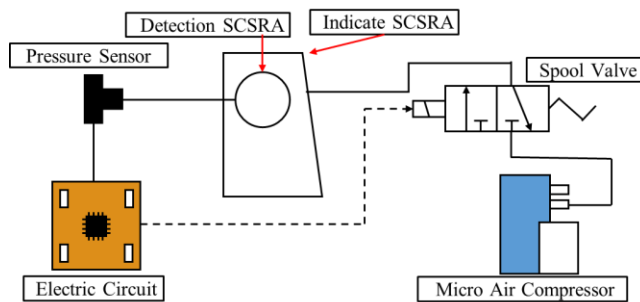 Detection SCSRA
Indicate SCSRA
Pressure Sensor
Spool Valve
Electric Circuit
Micro Air Compressor